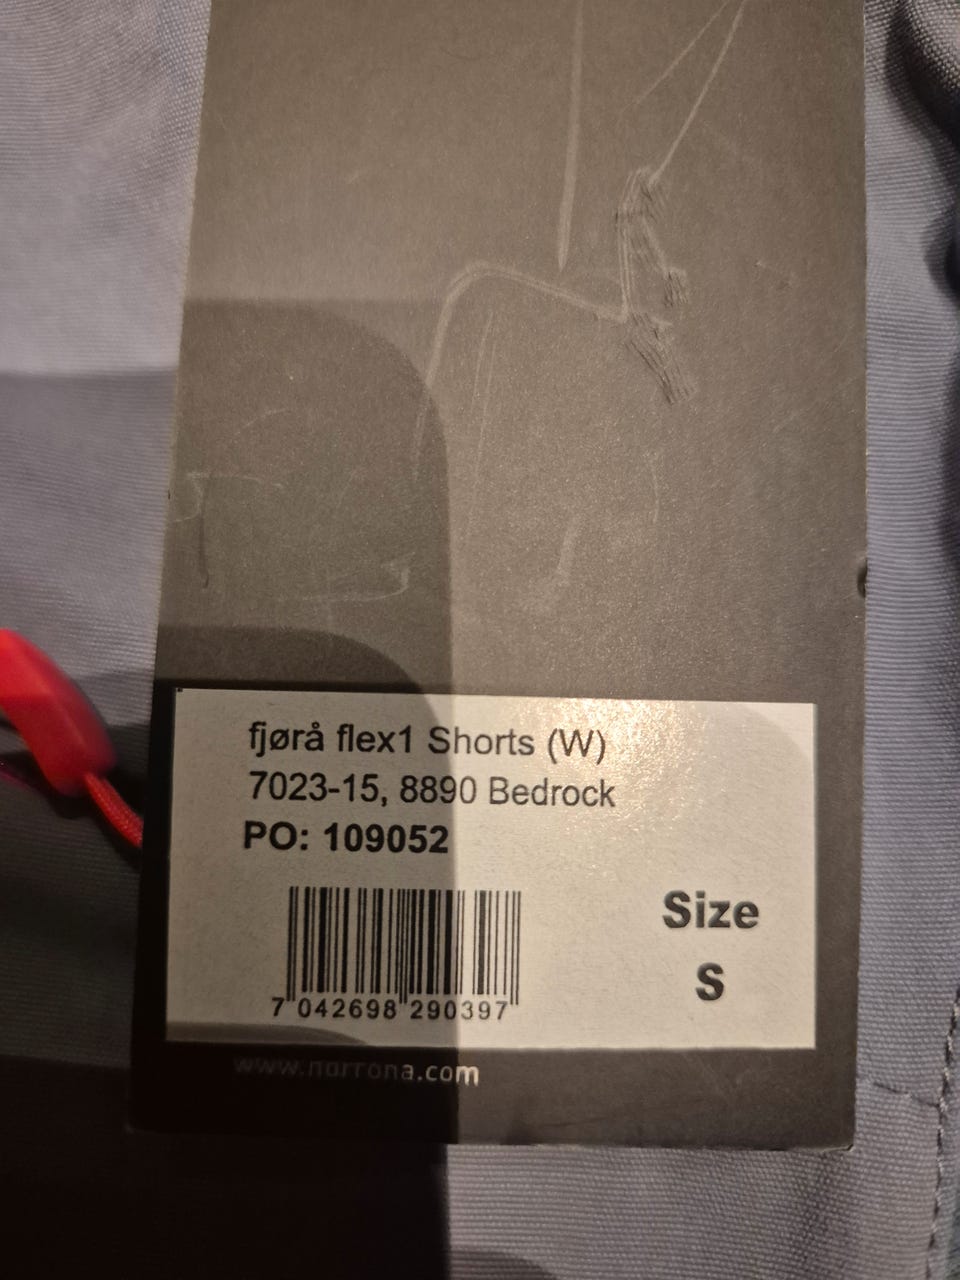 fjørå flex1 Shorts (W)
7023-15, 8890 Bedrock
PO: 109052
Size
S
7 042698 290397
www.norrona.com